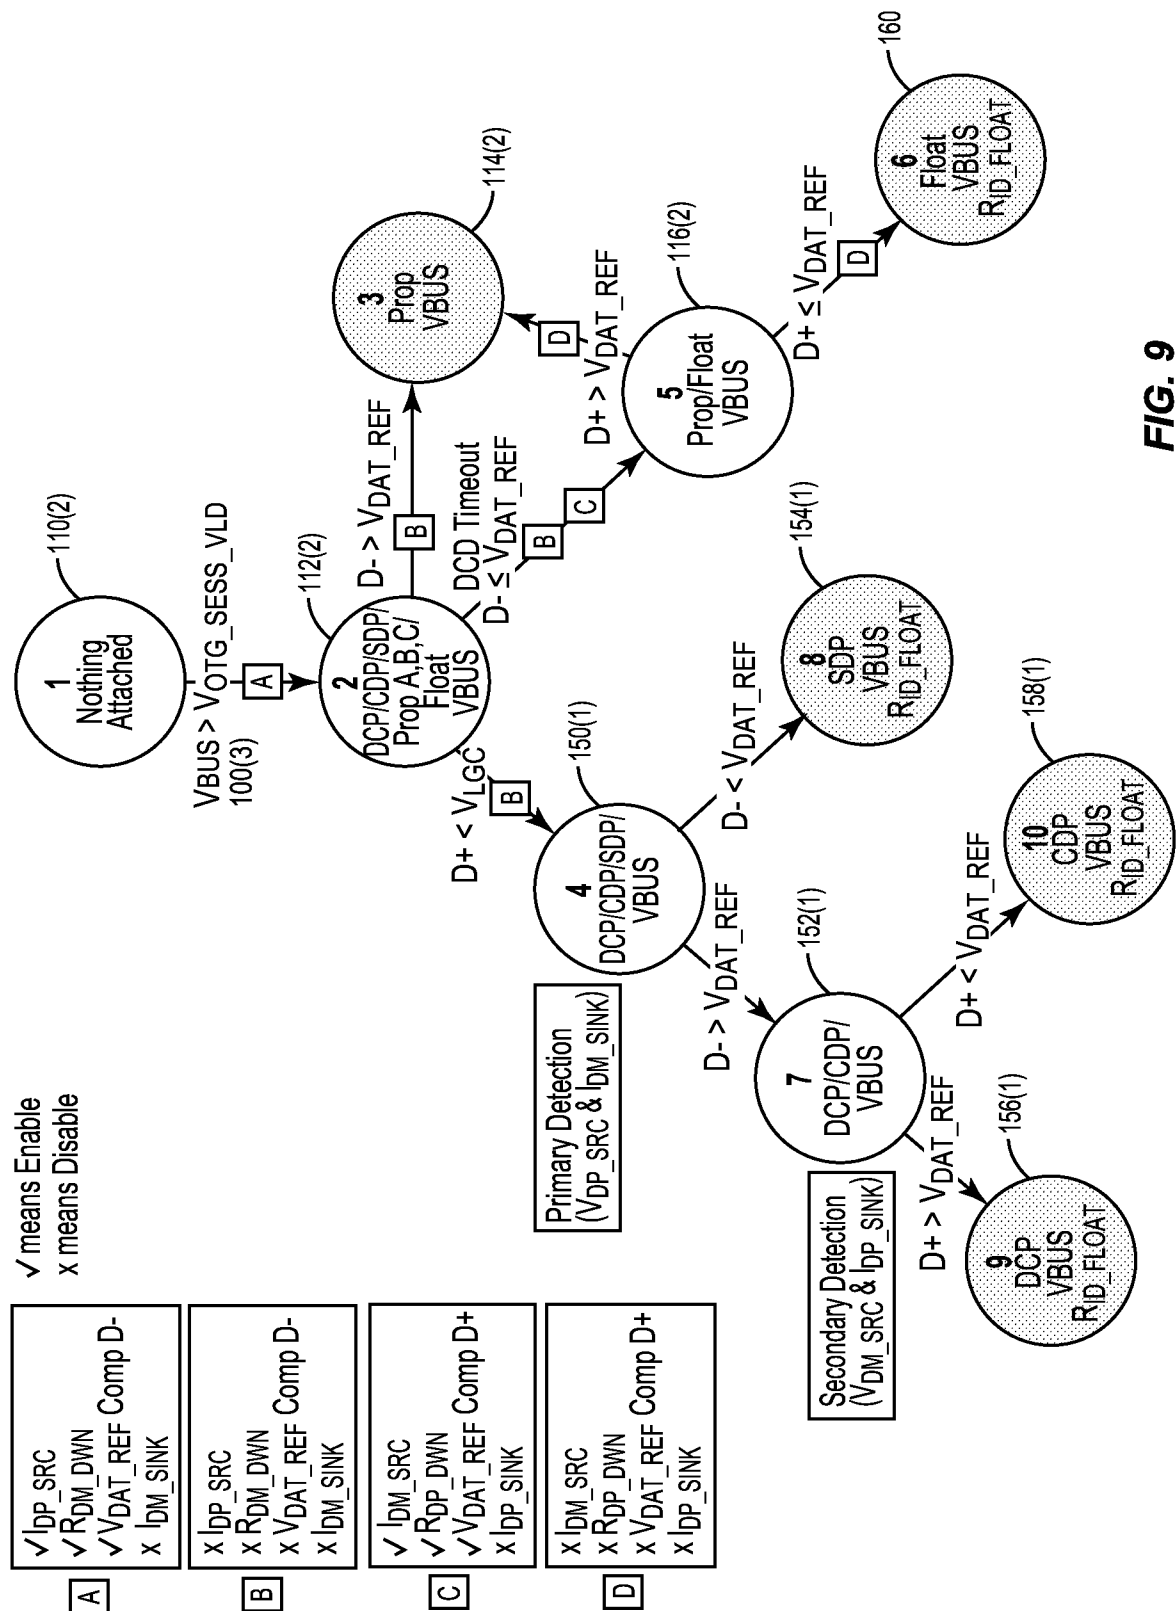 ✓ means Enable
x means Disable
A
✓ IDP_SRC
✓ RDM_DWN
✓ VDAT_REF Comp D-
x IDM_SINK
B
x IDP_SRC
x RDM_DWN
x VDAT_REF Comp D-
x IDM_SINK
C
✓ IDM_SRC
✓ RDP_DWN
✓ VDAT_REF Comp D+
x IDP_SINK
D
x IDM_SRC
x RDP_DWN
x VDAT_REF Comp D+
x IDP_SINK
1
Nothing
Attached
110(2)
VBUS > VOTG_SESS_VLD
100(3)
A
2
DCP/CDP/SDP/
Prop A,B,C/
Float
VBUS
112(2)
D- > VDAT_REF
B
3
Prop
VBUS
114(2)
DCD Timeout
D- ≤ VDAT_REF
B
C
D+ > VDAT_REF
D
5
Prop/Float
VBUS
116(2)
D+ ≤ VDAT_REF
D
6
Float
VBUS
RID_FLOAT
160
D+ < VLGC
B
Primary Detection
(VDP_SRC & IDM_SINK)
4
DCP/CDP/SDP/
VBUS
150(1)
D- < VDAT_REF
8
SDP
VBUS
RID_FLOAT
154(1)
D- > VDAT_REF
Secondary Detection
(VDM_SRC & IDP_SINK)
7
DCP/CDP/
VBUS
152(1)
D+ < VDAT_REF
10
CDP
VBUS
RID_FLOAT
158(1)
D+ > VDAT_REF
9
DCP
VBUS
RID_FLOAT
156(1)
FIG. 9